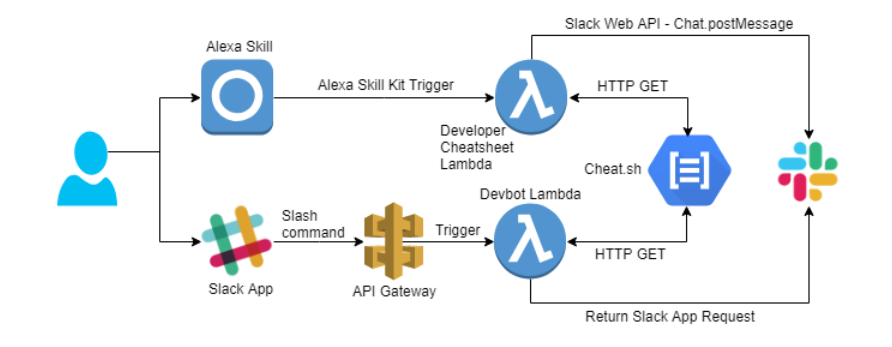 Slack Web API - Chat.postMessage
Alexa Skill
Alexa Skill Kit Trigger
HTTP GET
Developer
Cheatsheet
Lambda
Cheat.sh
Devbot Lambda
Slash
command
Trigger
HTTP GET
Slack App
API Gateway
Return Slack App Request